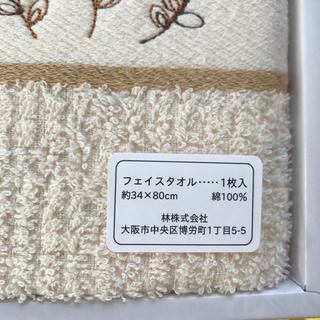 フェイスタオル‥‥‥1枚入
約34×80cm 綿100%
林株式会社
大阪市中央区博労町1丁目5-5